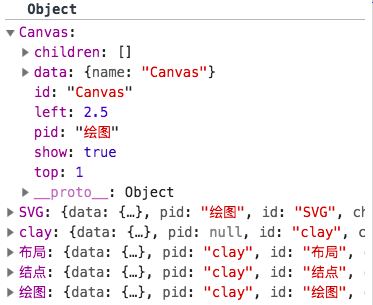 Object
Canvas:
children: []
data: {name: "Canvas"}
id: "Canvas"
left: 2.5
pid: "绘图"
show: true
top: 1
__proto__: Object
SVG: {data: {…}, pid: "绘图", id: "SVG", ch
clay: {data: {…}, pid: null, id: "clay", c
布局: {data: {…}, pid: "clay", id: "布局",
结点: {data: {…}, pid: "clay", id: "结点",
绘图: {data: {…}, pid: "clay", id: "绘图",